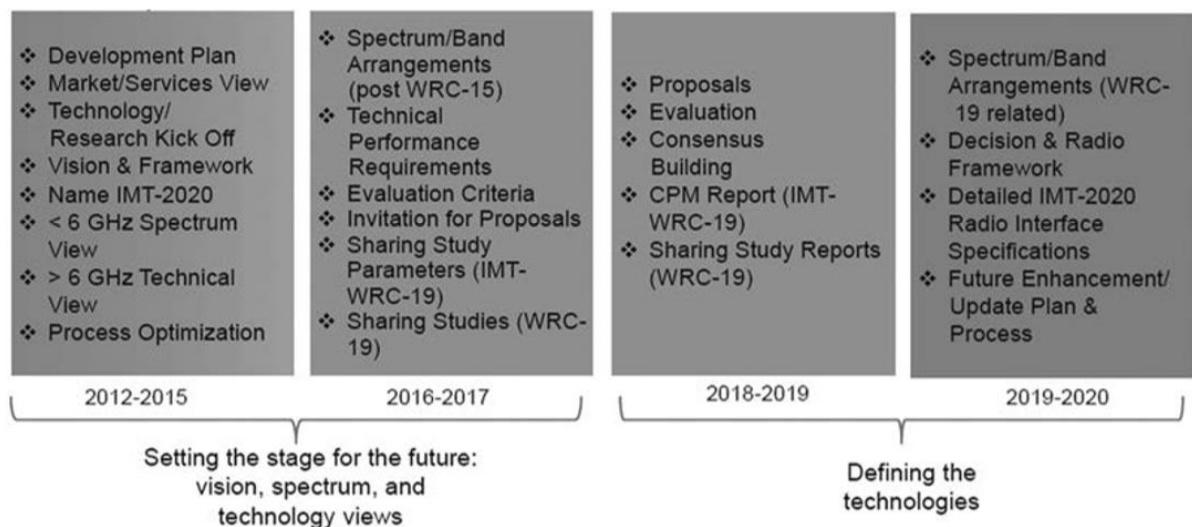 ❖ Development Plan
❖ Market/Services View
❖ Technology/
Research Kick Off
❖ Vision & Framework
❖ Name IMT-2020
❖ < 6 GHz Spectrum
View
❖ > 6 GHz Technical
View
❖ Process Optimization
2012-2015
❖ Spectrum/Band
Arrangements
(post WRC-15)
❖ Technical
Performance
Requirements
❖ Evaluation Criteria
❖ Invitation for Proposals
❖ Sharing Study
Parameters (IMT-
WRC-19)
❖ Sharing Studies (WRC-
19)
2016-2017
Setting the stage for the future:
vision, spectrum, and
technology views
❖ Proposals
❖ Evaluation
❖ Consensus
Building
❖ CPM Report (IMT-
WRC-19)
❖ Sharing Study Reports
(WRC-19)
2018-2019
❖ Spectrum/Band
Arrangements (WRC-
19 related)
❖ Decision & Radio
Framework
❖ Detailed IMT-2020
Radio Interface
Specifications
❖ Future Enhancement/
Update Plan &
Process
2019-2020
Defining the
technologies